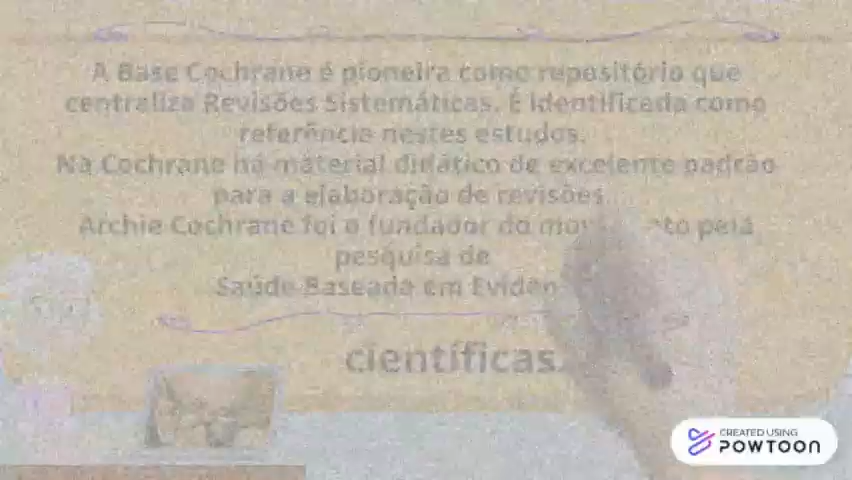 A Base Cochrane é pioneira como repositório que
centraliza Revisões Sistemáticas. É identificada como
referência nestes estudos.
Na Cochrane há material didático de excelente padrão
para a elaboração de revisões.
Archie Cochrane foi o fundador do pela
pesquisa de
Saúde Baseada em
científicas.
CREATED USING
POWTOON